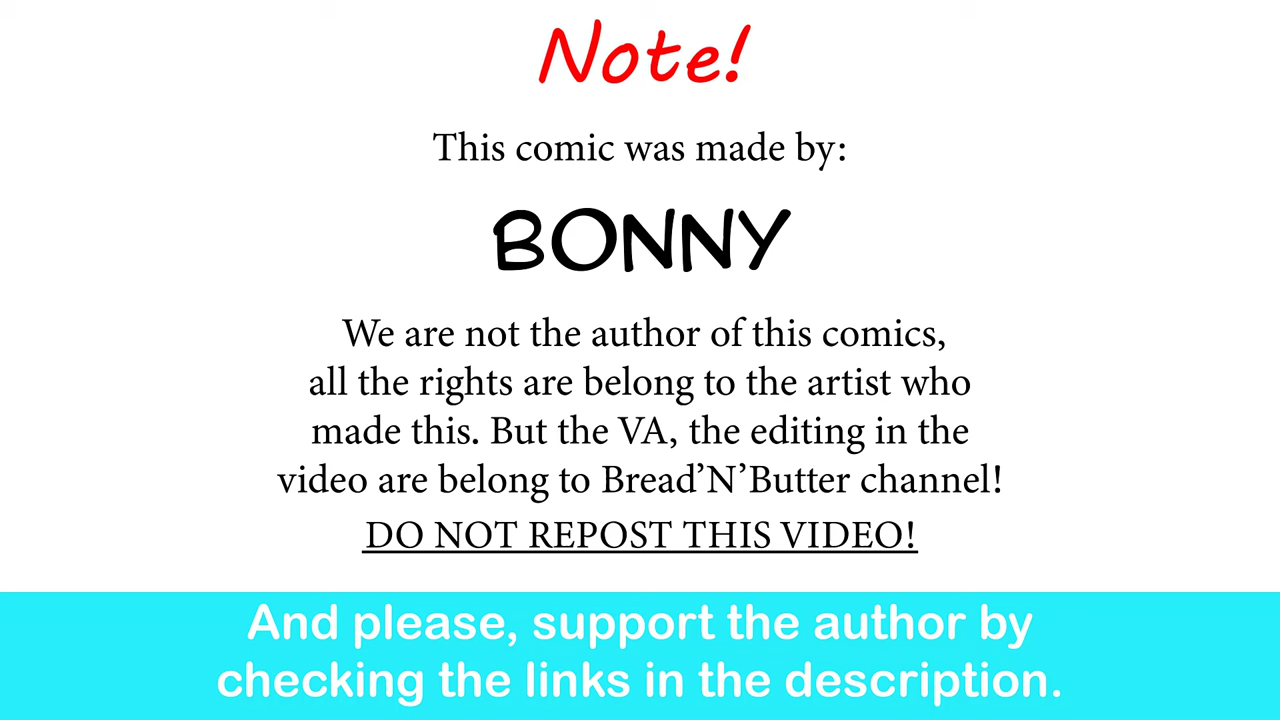 Note!
This comic was made by:
BONNY
We are not the author of this comics,
all the rights are belong to the artist who
made this. But the VA, the editing in the
video are belong to Bread’N’Butter channel!
DO NOT REPOST THIS VIDEO!
And please, support the author by
checking the links in the description.